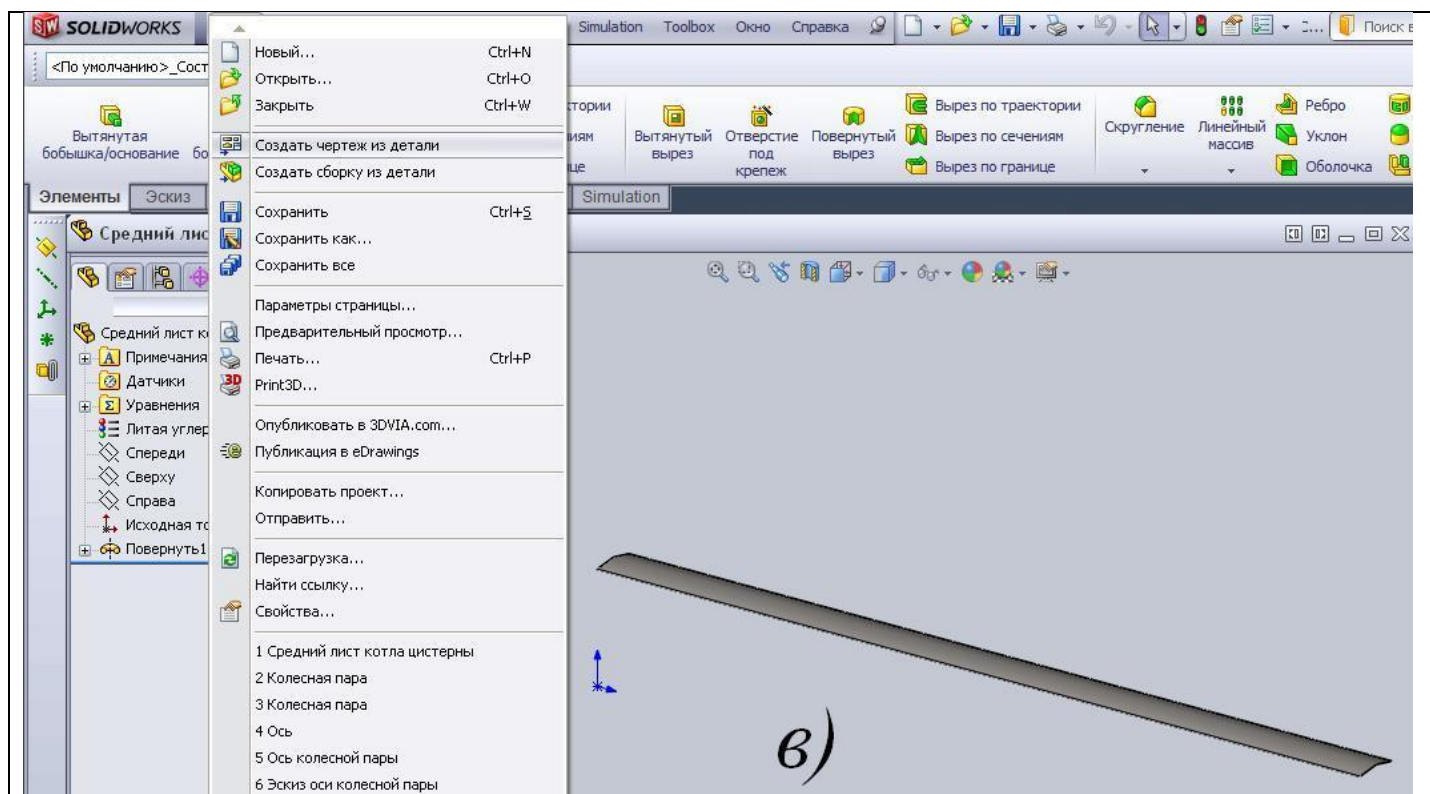 SOLIDWORKS
Simulation Toolbox Окно Справка
Поиск в
<По умолчанию>_Сост
Новый... Ctrl+N
Открыть... Ctrl+O
Закрыть Ctrl+W
Создать чертеж из детали
Создать сборку из детали
Сохранить Ctrl+S
Сохранить как...
Сохранить все
Параметры страницы...
Предварительный просмотр...
Печать... Ctrl+P
Print3D...
Опубликовать в 3DVIA.com...
Публикация в eDrawings
Копировать проект...
Отправить...
Перезагрузка...
Найти ссылку...
Свойства...
1 Средний лист котла цистерны
2 Колесная пара
3 Колесная пара
4 Ось
5 Ось колесной пары
6 Эскиз оси колесной пары
Вытянутая
бобышка/основание бо
тории
иям
це
Вытянутый
вырез
Отверстие
под
крепеж
Повернутый
вырез
Вырез по траектории
Вырез по сечениям
Вырез по границе
Скругление
Линейный
массив
Ребро
Уклон
Оболочка
Элементы Эскиз
Simulation
Средний лис
Средний лист к
Примечания
Датчики
Уравнения
Литая углер
Спереди
Сверху
Справа
Исходная то
Повернуть1
в)